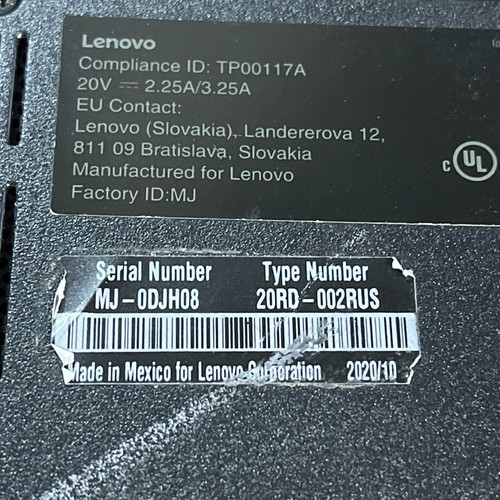 Lenovo
Compliance ID: TP00117A
20V ⎓ 2.25A/3.25A
EU Contact:
Lenovo (Slovakia), Landererova 12,
811 09 Bratislava, Slovakia
Manufactured for Lenovo
Factory ID:MJ
c UL
Serial Number Type Number
MJ-0DJH08 20RD-002RUS
Made in Mexico for Lenovo Corporation 2020/10